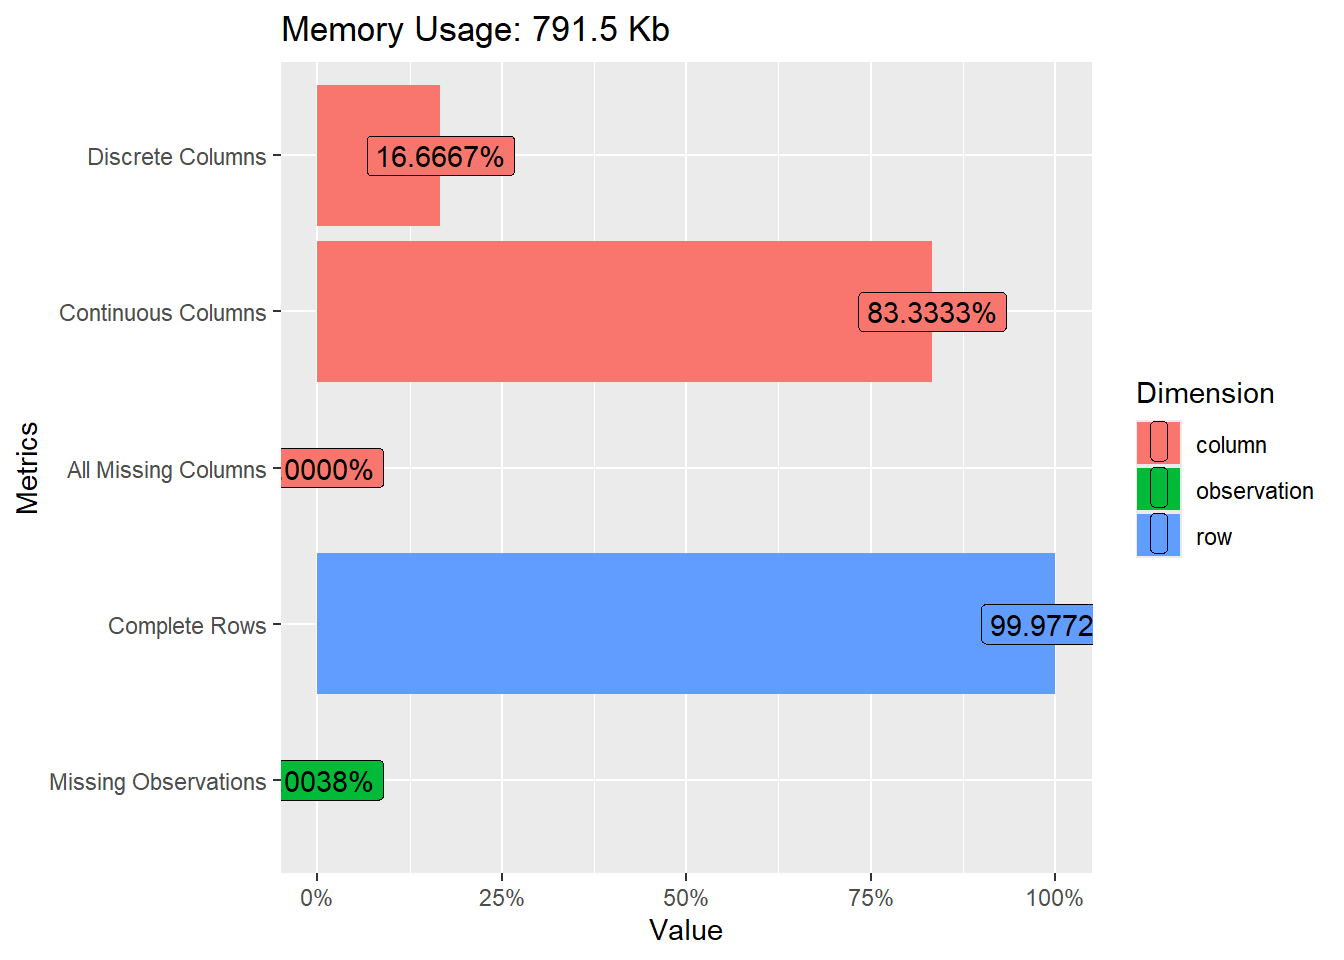 Memory Usage: 791.5 Kb
Discrete Columns
16.6667%
Continuous Columns
83.3333%
All Missing Columns
0000%
Complete Rows
99.9772
Missing Observations
0038%
Metrics
0%
25%
50%
75%
100%
Value
Dimension
column
observation
row